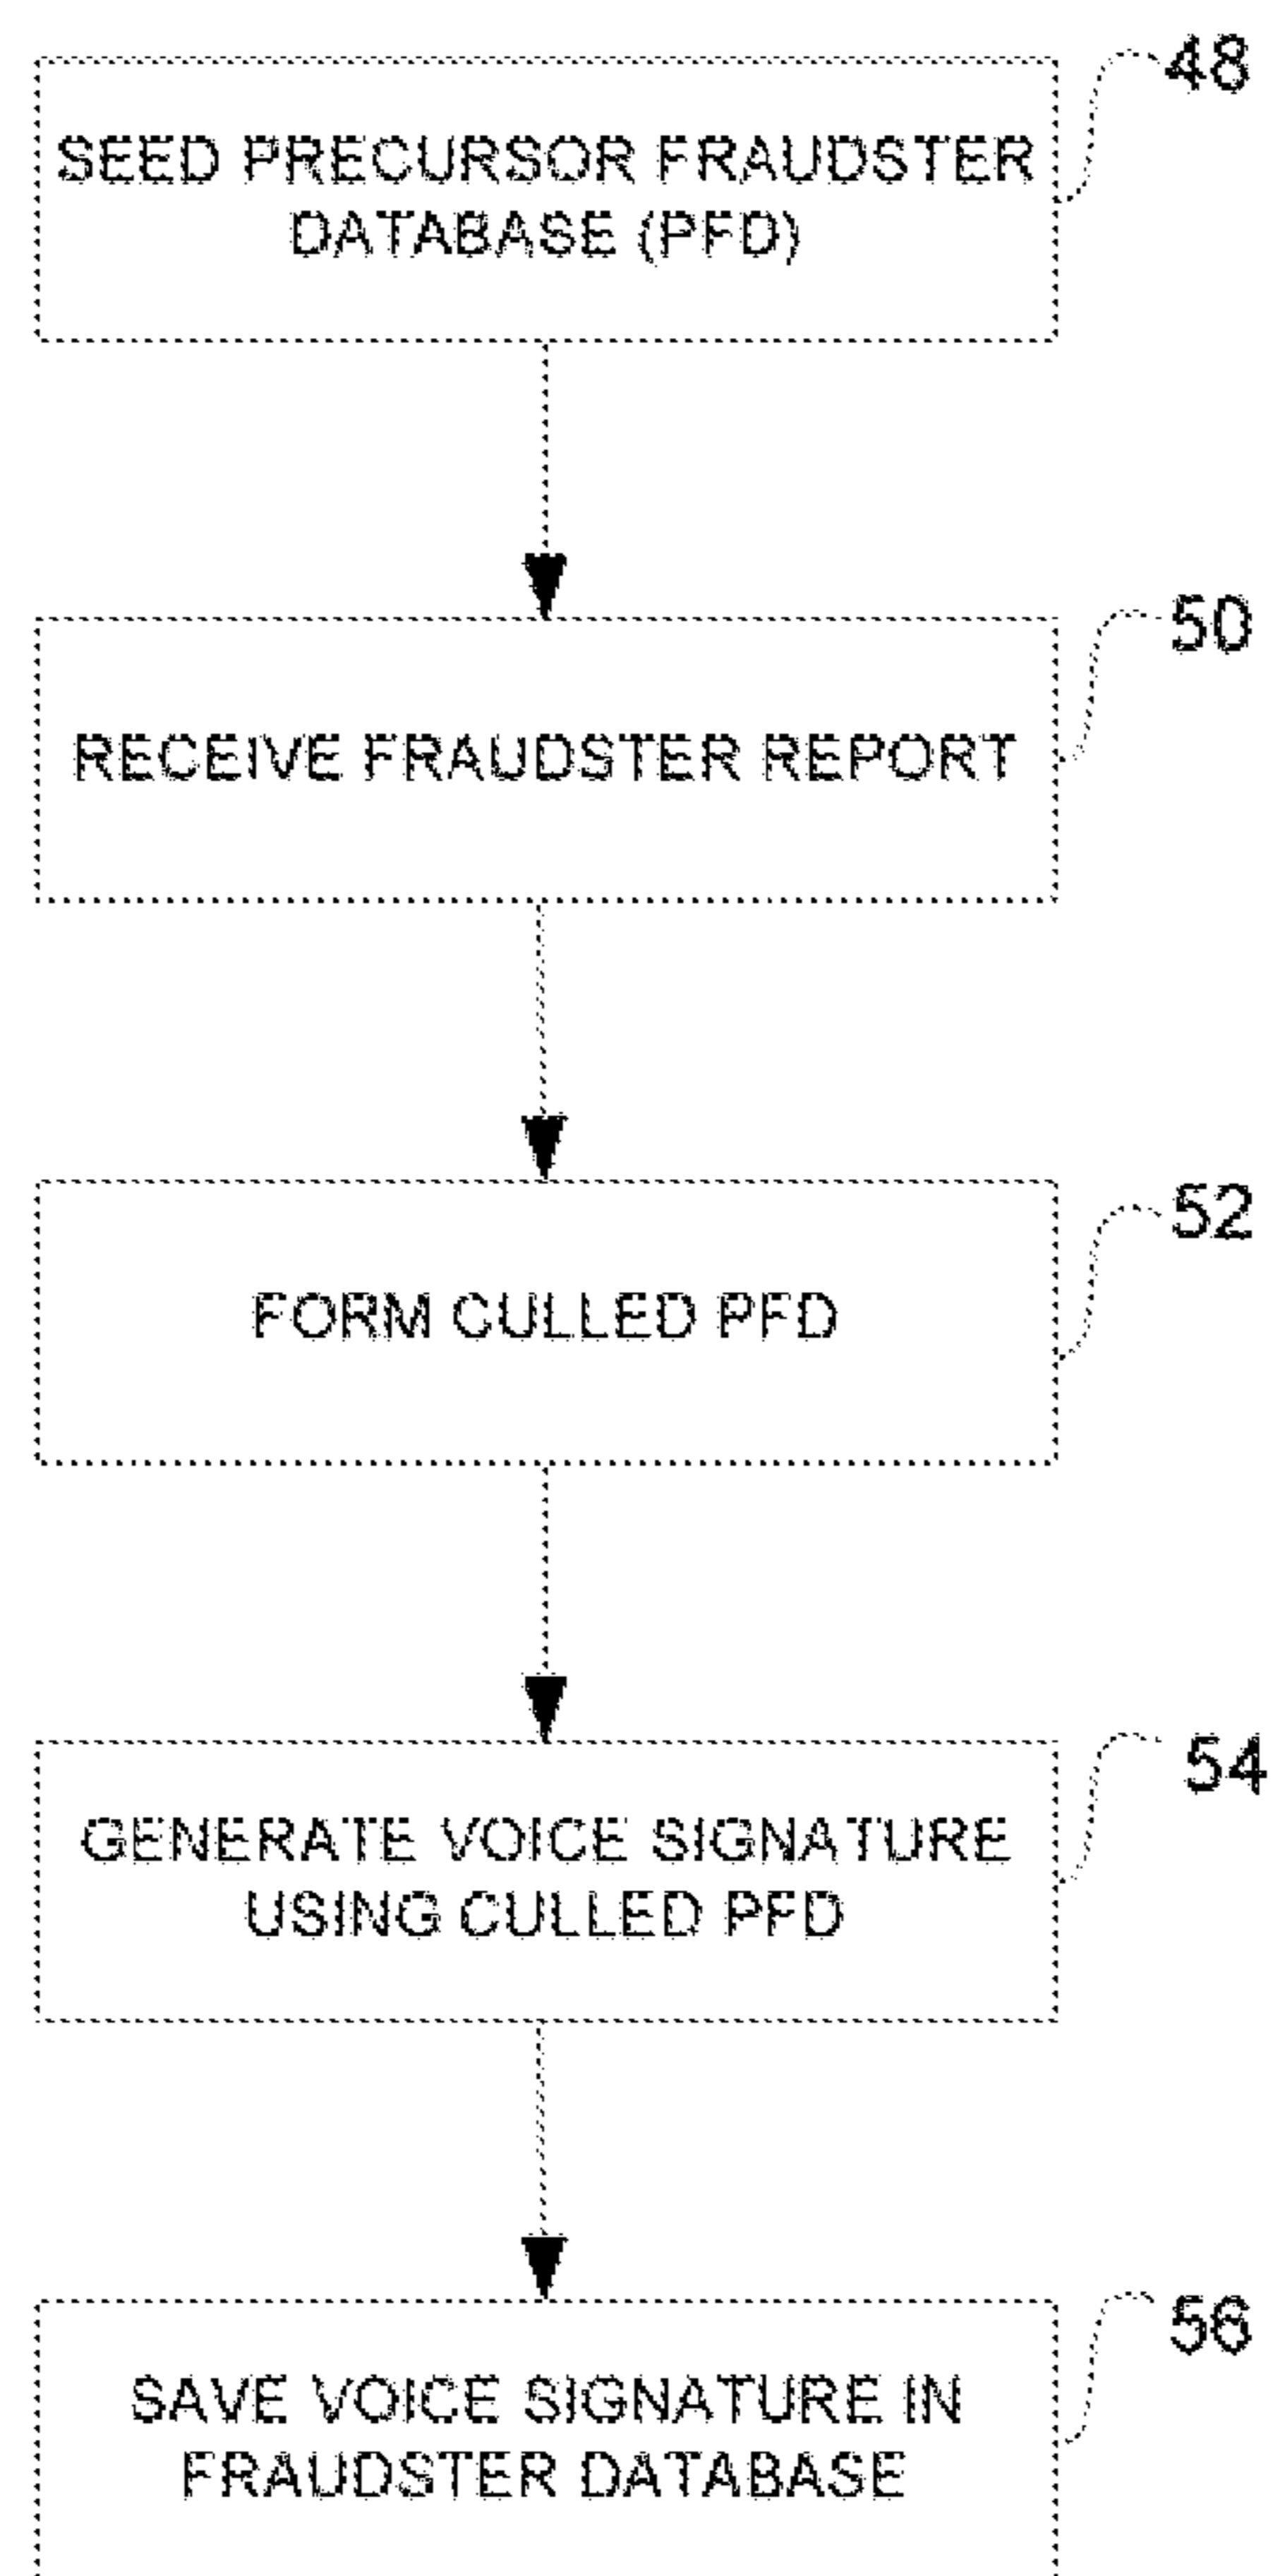 48
SEED PRECURSOR FRAUDSTER
DATABASE (PFD)
50
RECEIVE FRAUDSTER REPORT
52
FORM CULLED PFD
54
GENERATE VOICE SIGNATURE
USING CULLED PFD
56
SAVE VOICE SIGNATURE IN
FRAUDSTER DATABASE